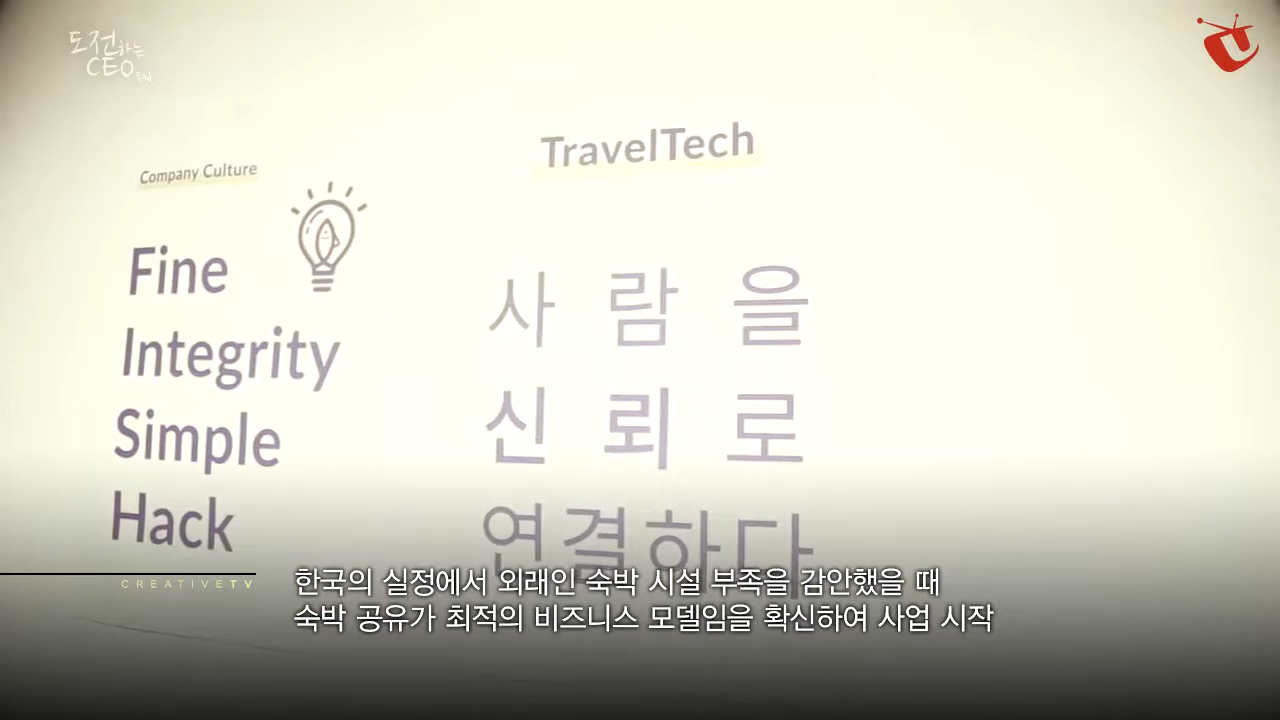 도전하는
CEO
Company Culture
Fine
Integrity
Simple
Hack
TravelTech
사람을
신뢰로
연결하다
CREATIVETV
한국의 실정에서 외래인 숙박 시설 부족을 감안했을 때
숙박 공유가 최적의 비즈니스 모델임을 확신하여 사업 시작